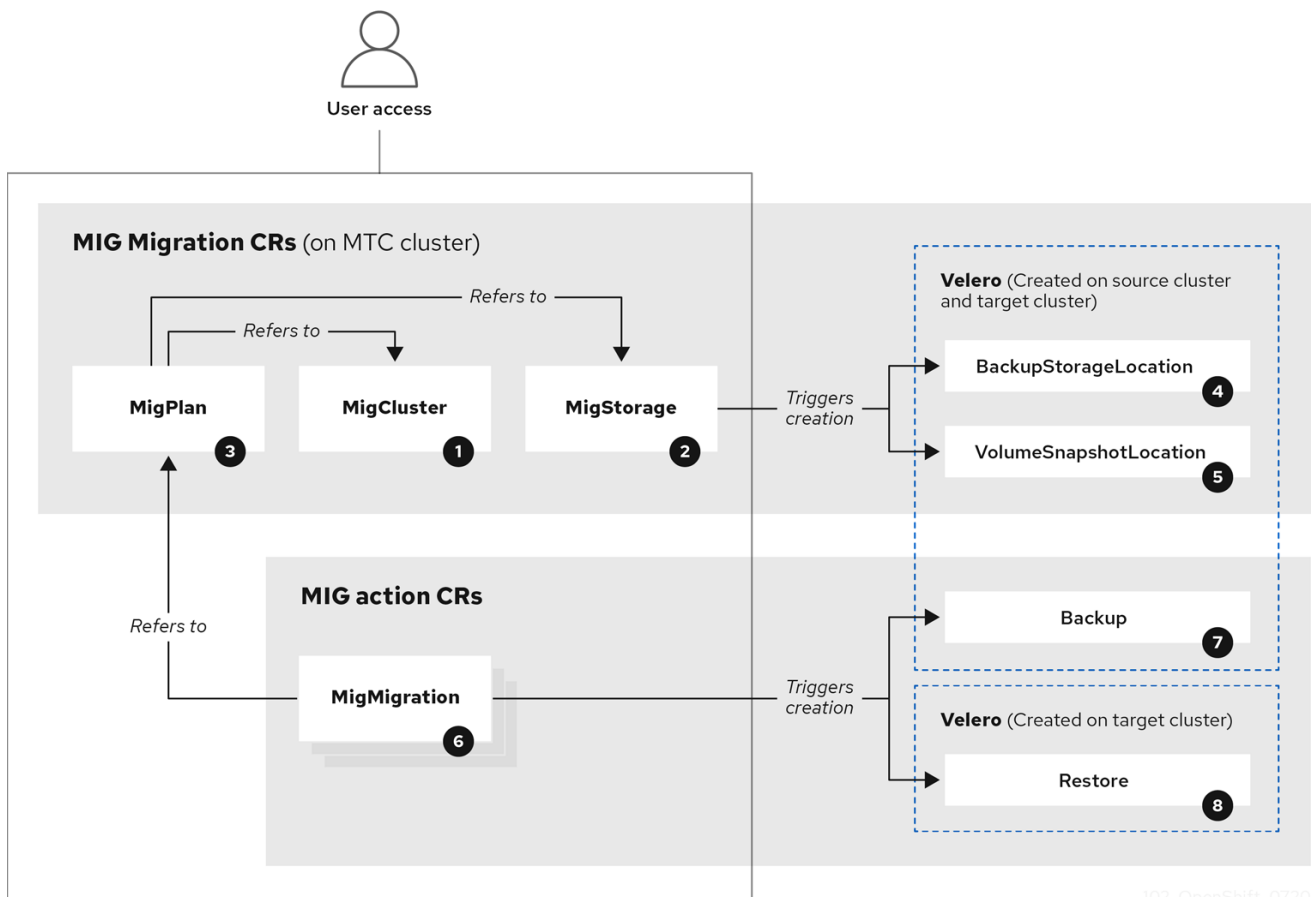 User access
MIG Migration CRs (on MTC cluster)
Refers to
Refers to
MigPlan
3
MigCluster
1
MigStorage
2
Triggers
creation
Velero (Created on source cluster
and target cluster)
BackupStorageLocation
4
VolumeSnapshotLocation
5
MIG action CRs
Refers to
MigMigration
6
Triggers
creation
Backup
7
Velero (Created on target cluster)
Restore
8